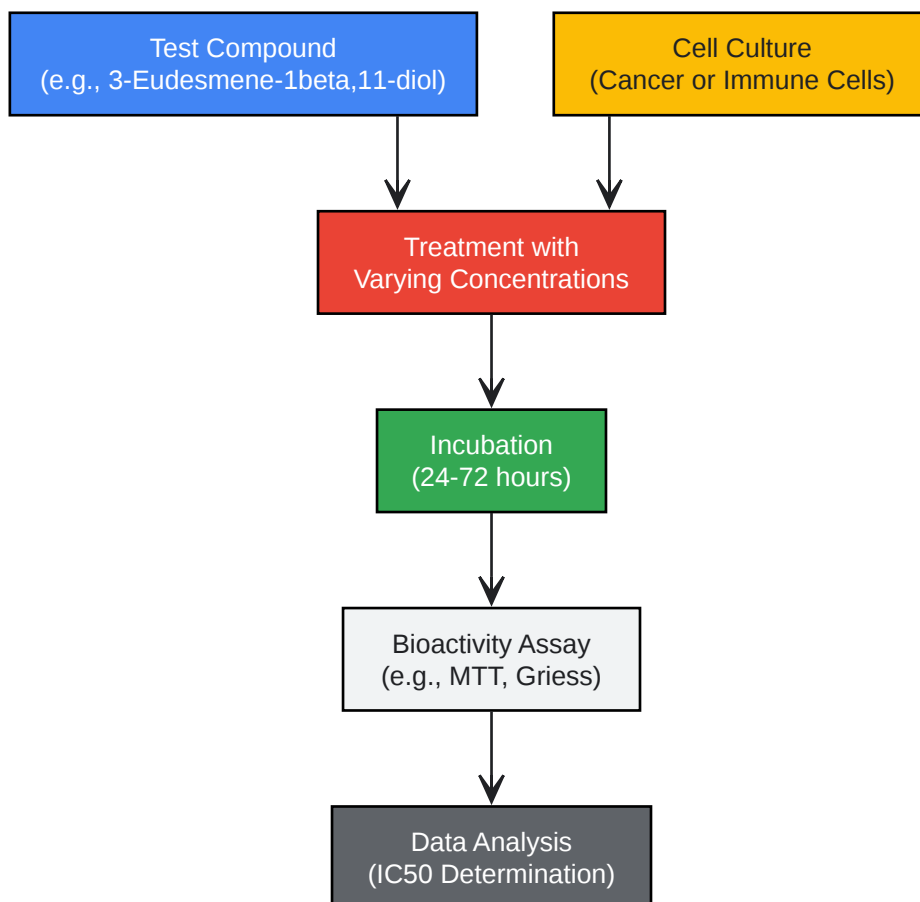 Test Compound
(e.g., 3-Eudesmene-1beta,11-diol)
Cell Culture
(Cancer or Immune Cells)
Treatment with
Varying Concentrations
Incubation
(24-72 hours)
Bioactivity Assay
(e.g., MTT, Griess)
Data Analysis
(IC50 Determination)